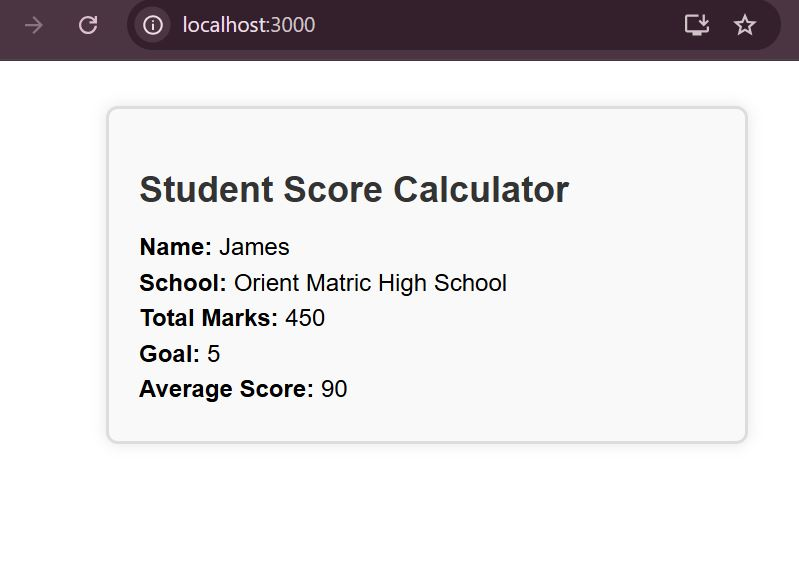 localhost:3000
Student Score Calculator
Name: James
School: Orient Matric High School
Total Marks: 450
Goal: 5
Average Score: 90